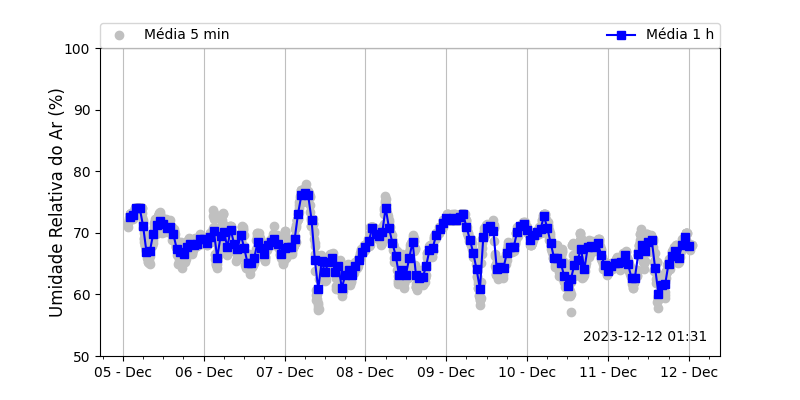 Média 5 min
Média 1 h
Umidade Relativa do Ar (%)
100
90
80
70
60
50
2023-12-12 01:31
05 - Dec
06 - Dec
07 - Dec
08 - Dec
09 - Dec
10 - Dec
11 - Dec
12 - Dec